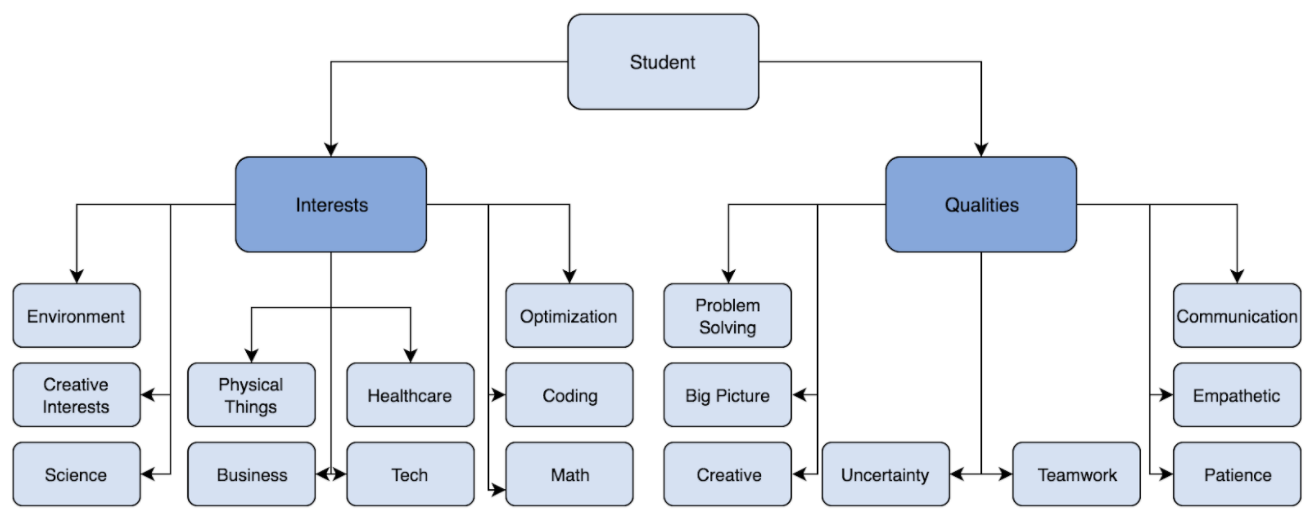 Student
Interests
Qualities
Environment
Optimization
Problem
Solving
Communication
Creative
Interests
Physical
Things
Healthcare
Coding
Big Picture
Empathetic
Science
Business
Tech
Math
Creative
Uncertainty
Teamwork
Patience